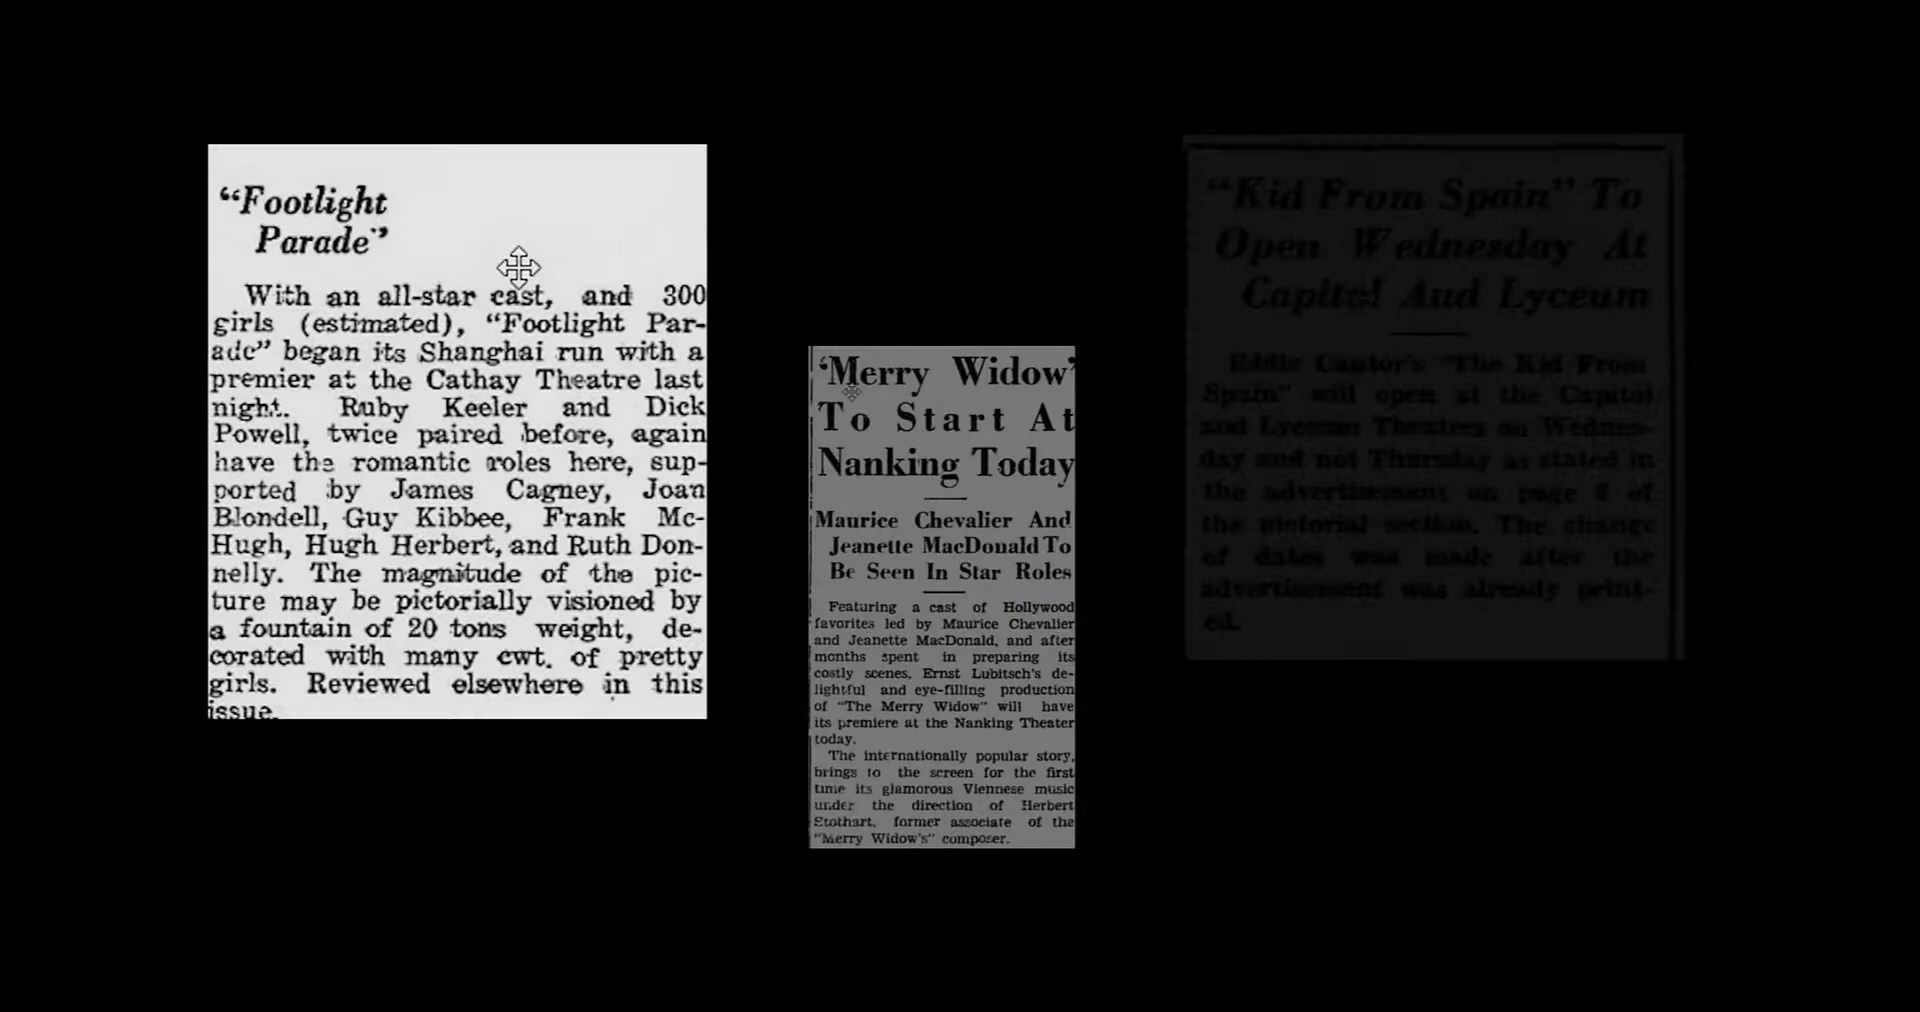 “Footlight
Parade”
With an all-star cast, and 300
girls (estimated), “Footlight Par-
ade” began its Shanghai run with a
premier at the Cathay Theatre last
night. Ruby Keeler and Dick
Powell, twice paired before, again
have the romantic roles here, sup-
ported by James Cagney, Joan
Blondell, Guy Kibbee, Frank Mc-
Hugh, Hugh Herbert, and Ruth Don-
nelly. The magnitude of the pic-
ture may be pictorially visioned by
a fountain of 20 tons weight, de-
corated with many cwt. of pretty
girls. Reviewed elsewhere in this
issue.
‘Merry Widow’
To Start At
Nanking Today
Maurice Chevalier And
Jeanette MacDonald To
Be Seen In Star Roles
Featuring a cast of Hollywood
favorites led by Maurice Chevalier
and Jeanette MacDonald, and after
months spent in preparing its
costly scenes, Ernst Lubitsch's de-
lightful and eye-filling production
of "The Merry Widow" will have
its premiere at the Nanking Theater
today.
The internationally popular story,
brings to the screen for the first
time its glamorous Viennese music
under the direction of Herbert
Stothart, former associate of the
"Merry Widow's" composer.
“Kid From Spain” To
Open Wednesday At
Capitol And Lyceum
Eddie Cantor's "The Kid From
Spain" will open at the Capitol
and Lyceum Theatres on Wednes-
day and not Thursday as stated in
the advertisement on page 6 of
the pictorial section. The change
of dates was made after the
advertisement was already print-
ed.